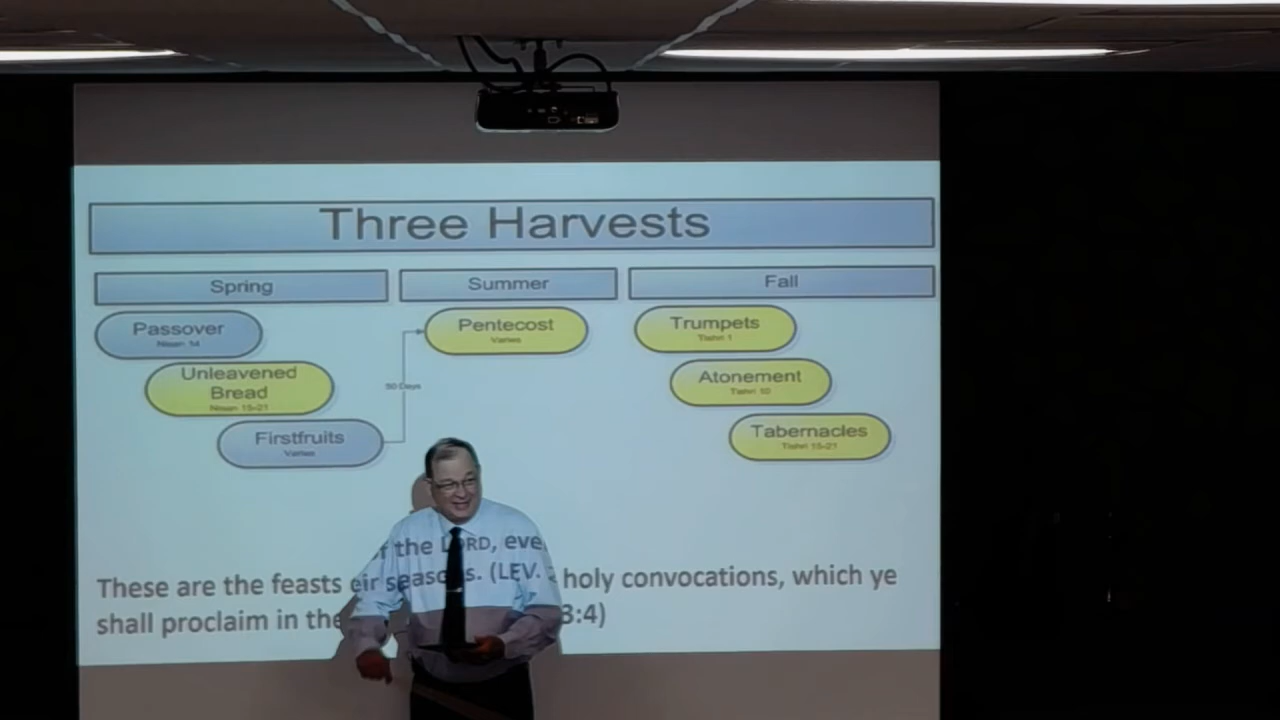 Three Harvests
Spring
Summer
Fall
Passover
Nisan 14
Unleavened
Bread
Nisan 15-21
Firstfruits
Varies
50 Days
Pentecost
Varies
Trumpets
Tishri 1
Atonement
Tishri 10
Tabernacles
Tishri 15-21
f the LORD, eve
These are the feasts eir seasons. (LEV. 2 holy convocations, which ye
shall proclaim in the 3:4)